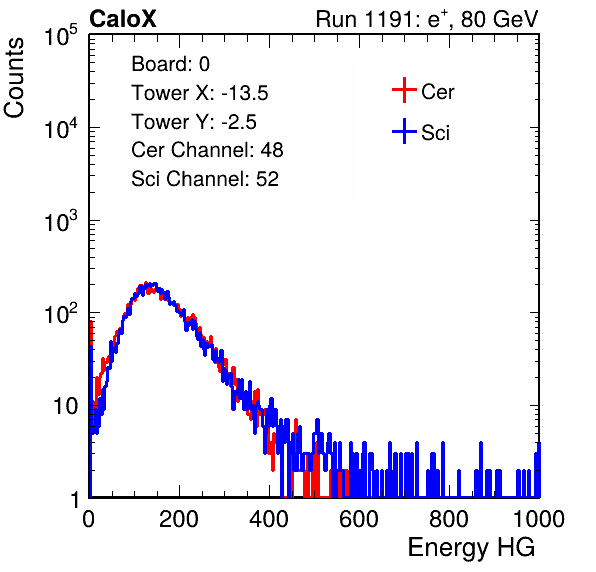 CaloX Run 1191: e⁺, 80 GeV
Counts
10⁵
10⁴
10³
10²
10
1
Board: 0
Tower X: -13.5
Tower Y: -2.5
Cer Channel: 48
Sci Channel: 52
Cer
Sci
0 200 400 600 800 1000
Energy HG